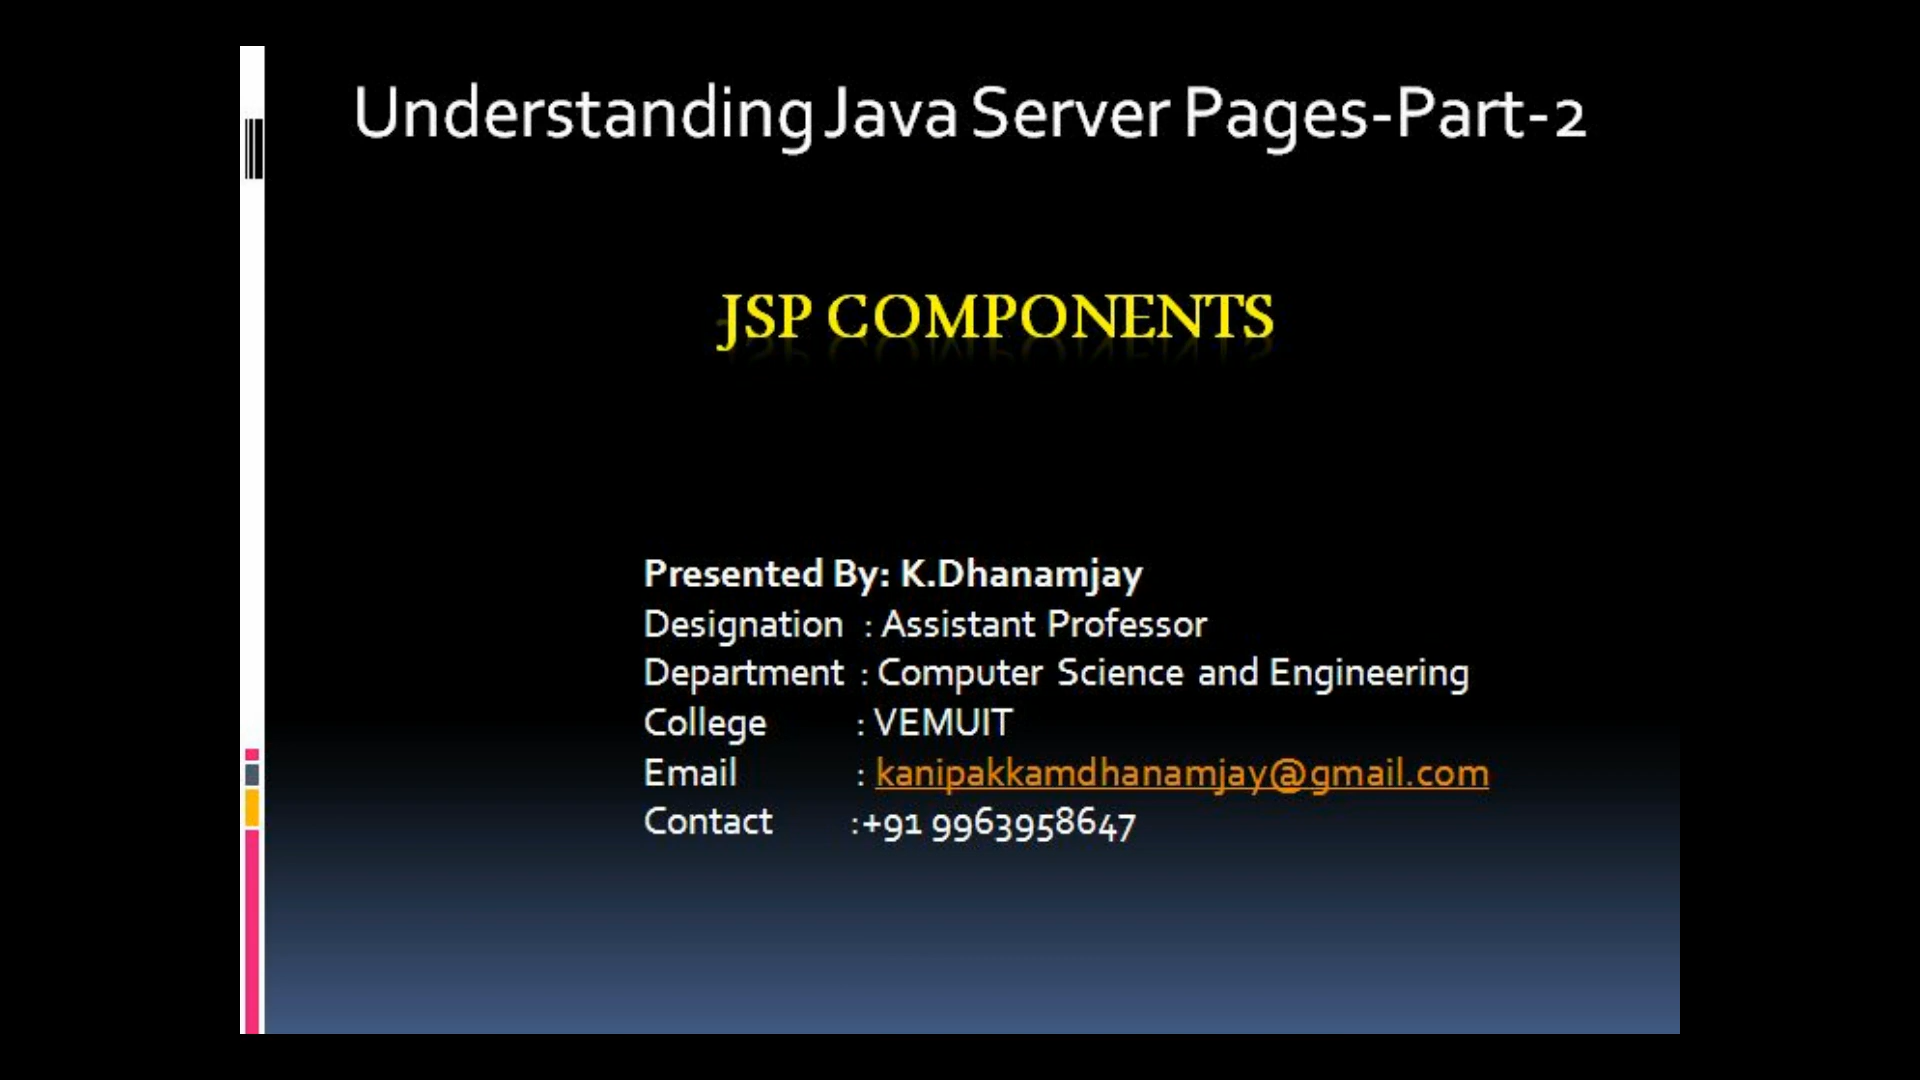 Understanding Java Server Pages-Part-2
JSP COMPONENTS
Presented By: K.Dhanamjay
Designation : Assistant Professor
Department : Computer Science and Engineering
College : VEMUIT
Email : kanipakkamdhanamjay@gmail.com
Contact :+91 9963958647